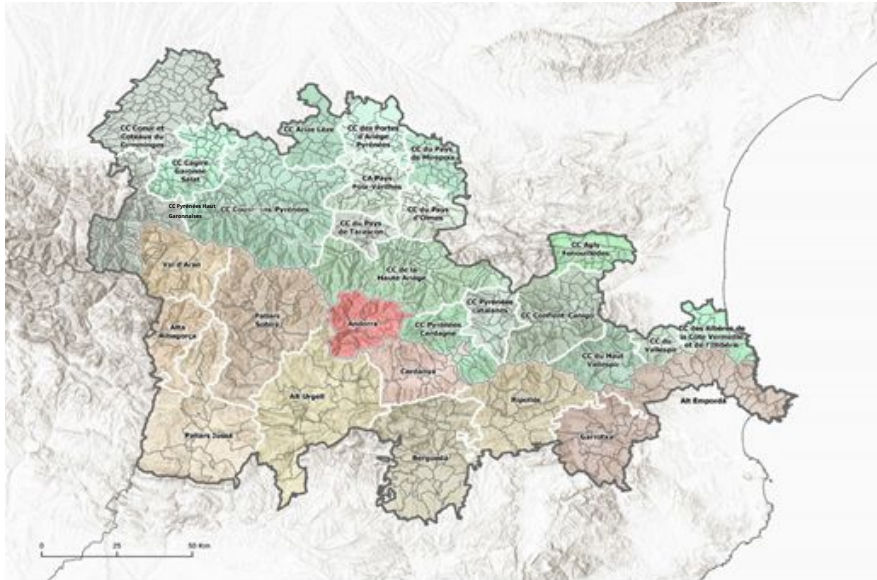 CC Coeur et
Coteaux du
Comminges
CC Cagire
Garonne
Salat
CC Pyrénées Haut
Garonnaises
CC Couserans-Pyrénées
CC Arize Lèze
CC des Portes
d'Ariège
Pyrénées
CC du Pays
de Mirepoix
CA Pays
Foix-Varilhes
CC du Pays
d'Olmes
CC du Pays
de Tarascon
CC de la
Haute Ariège
CC Agly
Fenouillèdes
Val d'Aran
Pallars
Sobirà
Andorra
CC Pyrénées
Cerdagne
CC Pyrénées
catalanes
CC Conflent-Canigo
Alta
Ribagorça
Cerdanya
CC du Haut
Vallespir
CC du
Vallespir
CC des Albères de
la Côte Vermeille
et de l'Illibéris
Alt Urgell
Ripollès
Alt Empordà
Pallars Jussà
Berguedà
Garrotxa
0 25 50 Km